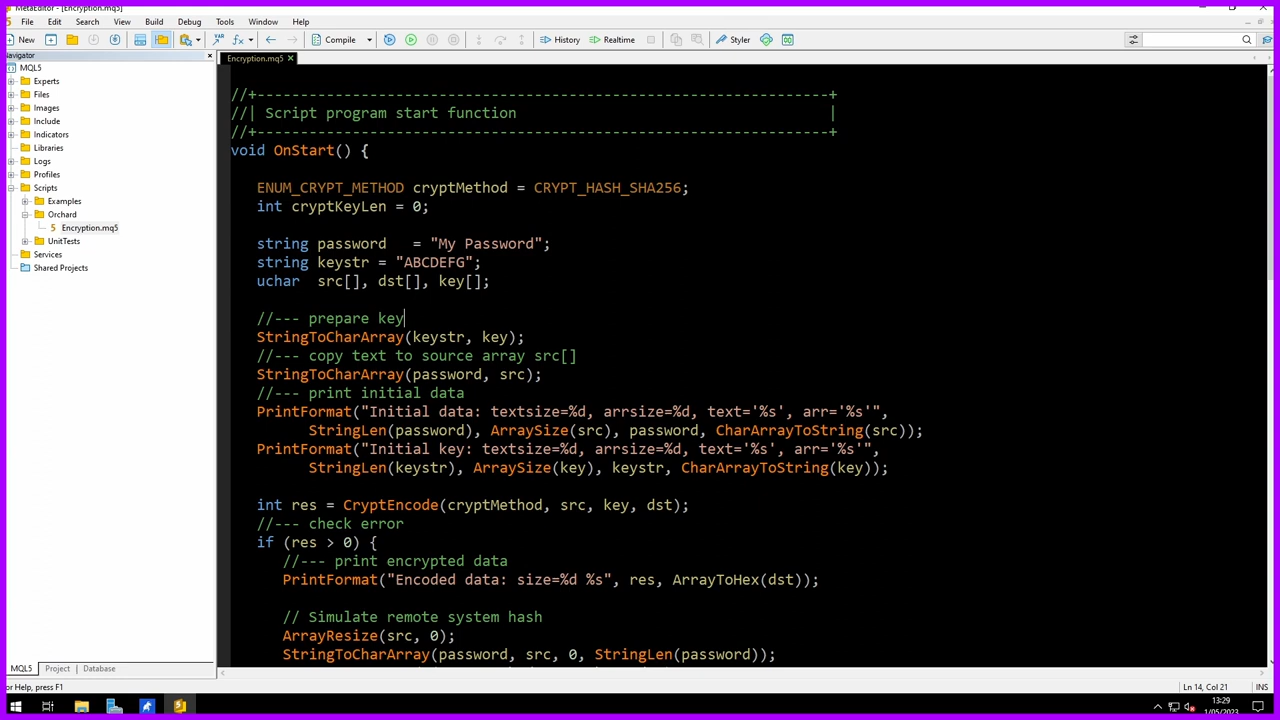 MetaEditor - [Encryption.mq5]
File Edit Search View Build Debug Tools Window Help
New Compile History Realtime Styler
Navigator
Encryption.mq5
MQL5
Experts
Files
Images
Include
Indicators
Libraries
Logs
Profiles
Scripts
Examples
Orchard
Encryption.mq5
UnitTests
Services
Shared Projects
//+------------------------------------------------------------------+
//| Script program start function                                    |
//+------------------------------------------------------------------+
void OnStart() {
ENUM_CRYPT_METHOD cryptMethod = CRYPT_HASH_SHA256;
int cryptKeyLen = 0;
string password   = "My Password";
string keystr = "ABCDEFG";
uchar  src[], dst[], key[];
//--- prepare key
StringToCharArray(keystr, key);
//--- copy text to source array src[]
StringToCharArray(password, src);
//--- print initial data
PrintFormat("Initial data: textsize=%d, arrsize=%d, text='%s', arr='%s'",
StringLen(password), ArraySize(src), password, CharArrayToString(src));
PrintFormat("Initial key: textsize=%d, arrsize=%d, text='%s', arr='%s'",
StringLen(keystr), ArraySize(key), keystr, CharArrayToString(key));
int res = CryptEncode(cryptMethod, src, key, dst);
//--- check error
if (res > 0) {
//--- print encrypted data
PrintFormat("Encoded data: size=%d %s", res, ArrayToHex(dst));
// Simulate remote system hash
ArrayResize(src, 0);
StringToCharArray(password, src, 0, StringLen(password));
MQL5 Project Database
or Help, press F1
Ln 14, Col 21 INS
13:29
1/05/2023